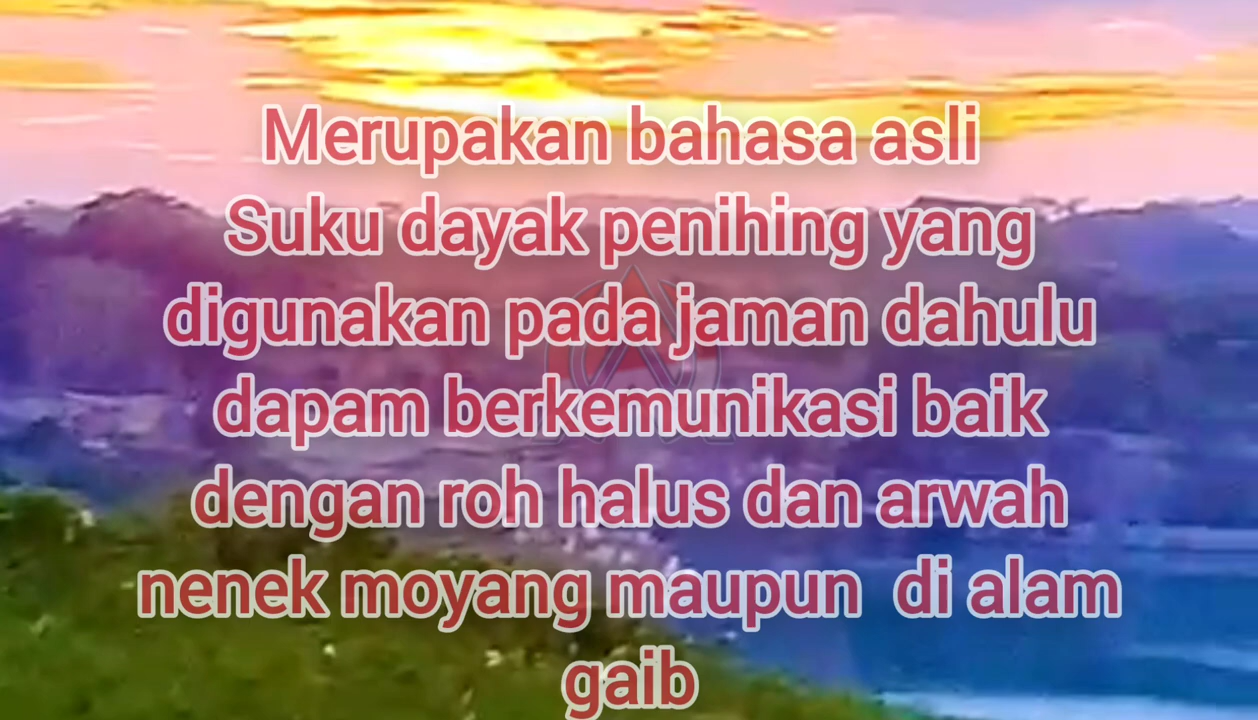 Merupakan bahasa asli
Suku dayak penihing yang
digunakan pada jaman dahulu
dapam berkemunikasi baik
dengan roh halus dan arwah
nenek moyang maupun  di alam
gaib